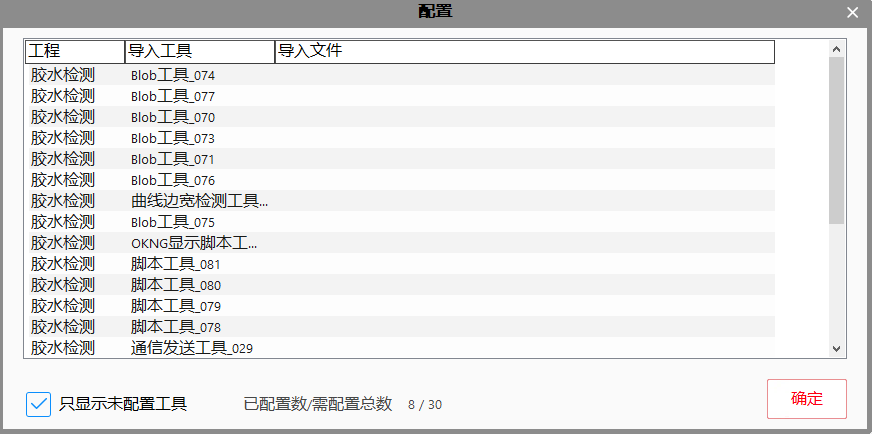 配置
工程 导入工具 导入文件
胶水检测 Blob工具_074
胶水检测 Blob工具_077
胶水检测 Blob工具_070
胶水检测 Blob工具_073
胶水检测 Blob工具_071
胶水检测 Blob工具_076
胶水检测 曲线边宽检测工具...
胶水检测 Blob工具_075
胶水检测 OKNG显示脚本工...
胶水检测 脚本工具_081
胶水检测 脚本工具_080
胶水检测 脚本工具_079
胶水检测 脚本工具_078
胶水检测 通信发送工具_029
只显示未配置工具 已配置数/需配置总数 8 / 30 确定